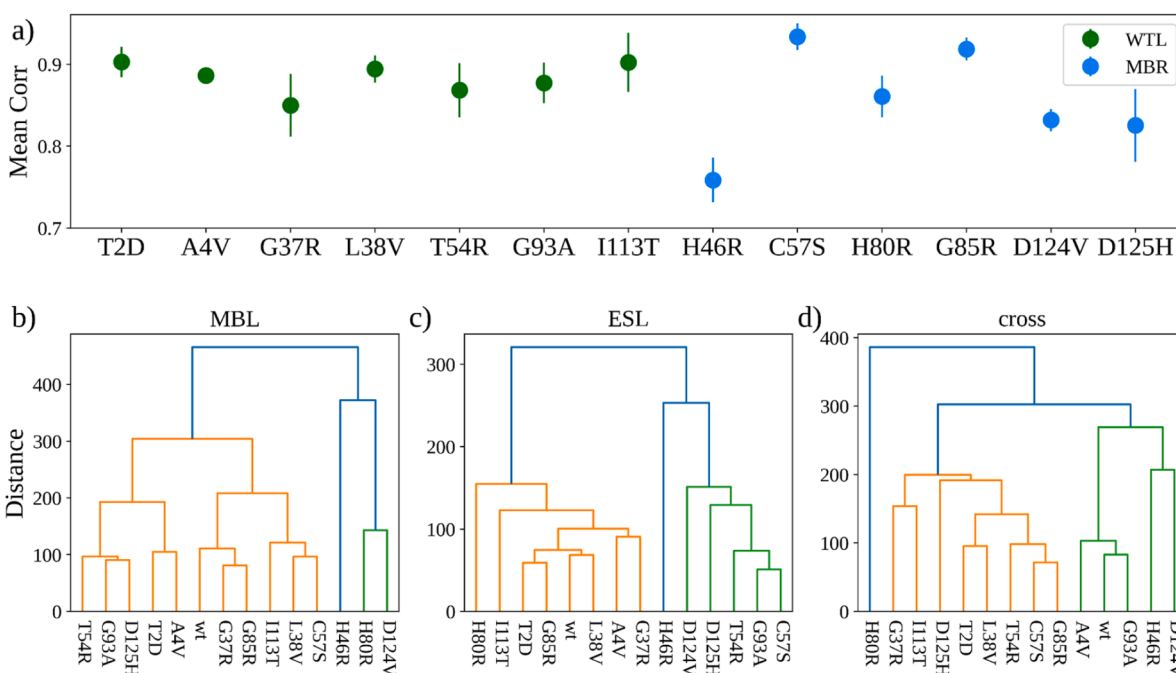 a)
Mean Corr
0.9
0.8
0.7
WTL
MBR
T2D A4V G37R L38V T54R G93A I113T H46R C57S H80R G85R D124V D125H
b) MBL
Distance
400
300
200
100
0
T54R G93A D125H T2D A4V wt G37R G85R I113T L38V C57S H46R H80R D124V
c) ESL
300
200
100
0
H80R I113T T2D G85R wt L38V A4V G37R H46R D124V D125H T54R G93A C57S
d) cross
400
300
200
100
0
H80R G37R I113T D125H T2D L38V T54R C57S G85R A4V wt G93A H46R D124V